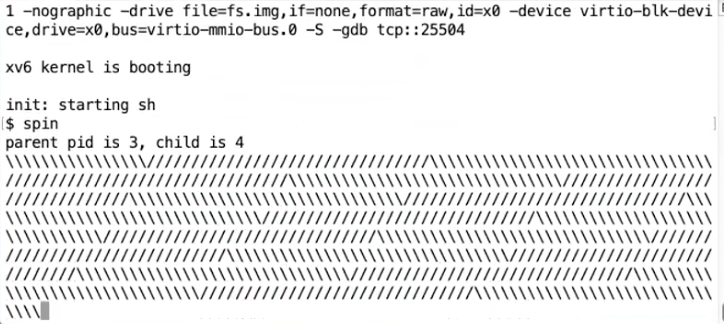 1 -nographic -drive file=fs.img,if=none,format=raw,id=x0 -device virtio-blk-devi
ce,drive=x0,bus=virtio-mmio-bus.0 -S -gdb tcp::25504
xv6 kernel is booting
init: starting sh
$ spin
parent pid is 3, child is 4
\\\\\\\\\\\\\\\\////////////////////////////////\\\\\\\\\\\\\\\\\\\\\\\\\\\\\\\\
////////////////////////////////\\\\\\\\\\\\\\\\\\\\\\\\\\\\\\\/////////////////
//////////////\\\\\\\\\\\\\\\\\\\\\\\\\\\\\\\////////////////////////////////\\\
\\\\\\\\\\\\\\\\\\\\\\\\\\\\\///////////////////////////////\\\\\\\\\\\\\\\\\\\\
\\\\\\\\\\\///////////////////////////////\\\\\\\\\\\\\\\\\\\\\\\\\\\\\\\///////
////////////////////////\\\\\\\\\\\\\\\\\\\\\\\\\\\\\\//////////////////////////
////////\\\\\\\\\\\\\\\\\\\\\\\\\\\\\\\////////////////////////////////\\\\\\\\\
\\\\\\\\\\\\\\\\\\\\\\///////////////////////////////\\\\\\\\\\\\\\\\\\\\\\\\\\\
\\\\